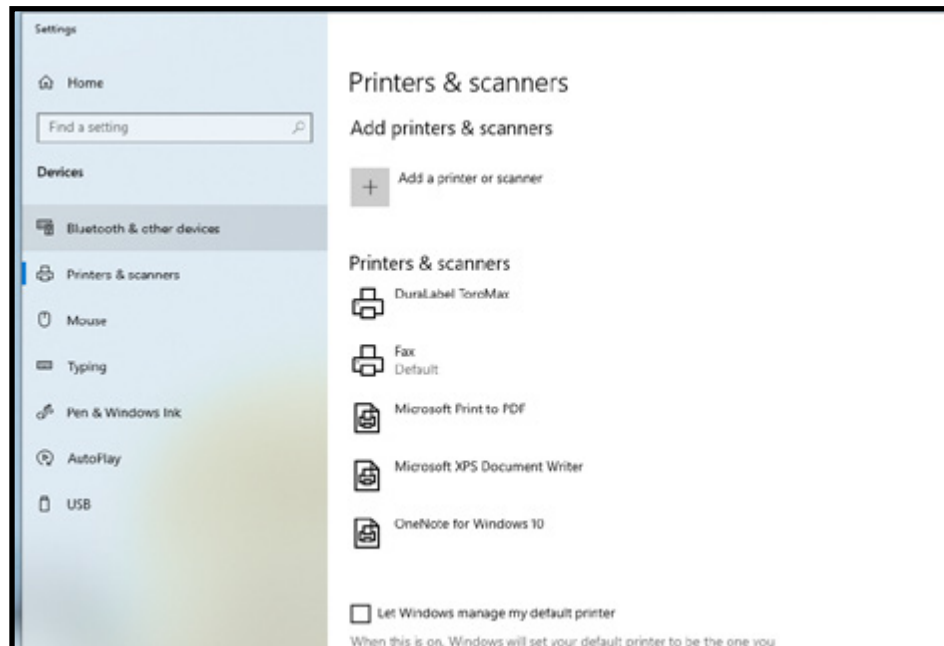 Settings
Home
Find a setting
Devices
Bluetooth & other devices
Printers & scanners
Mouse
Typing
Pen & Windows Ink
AutoPlay
USB
Printers & scanners
Add printers & scanners
Add a printer or scanner
Printers & scanners
DuraLabel ToroMax
Fax
Default
Microsoft Print to PDF
Microsoft XPS Document Writer
OneNote for Windows 10
Let Windows manage my default printer
When this is on, Windows will set your default printer to be the one you